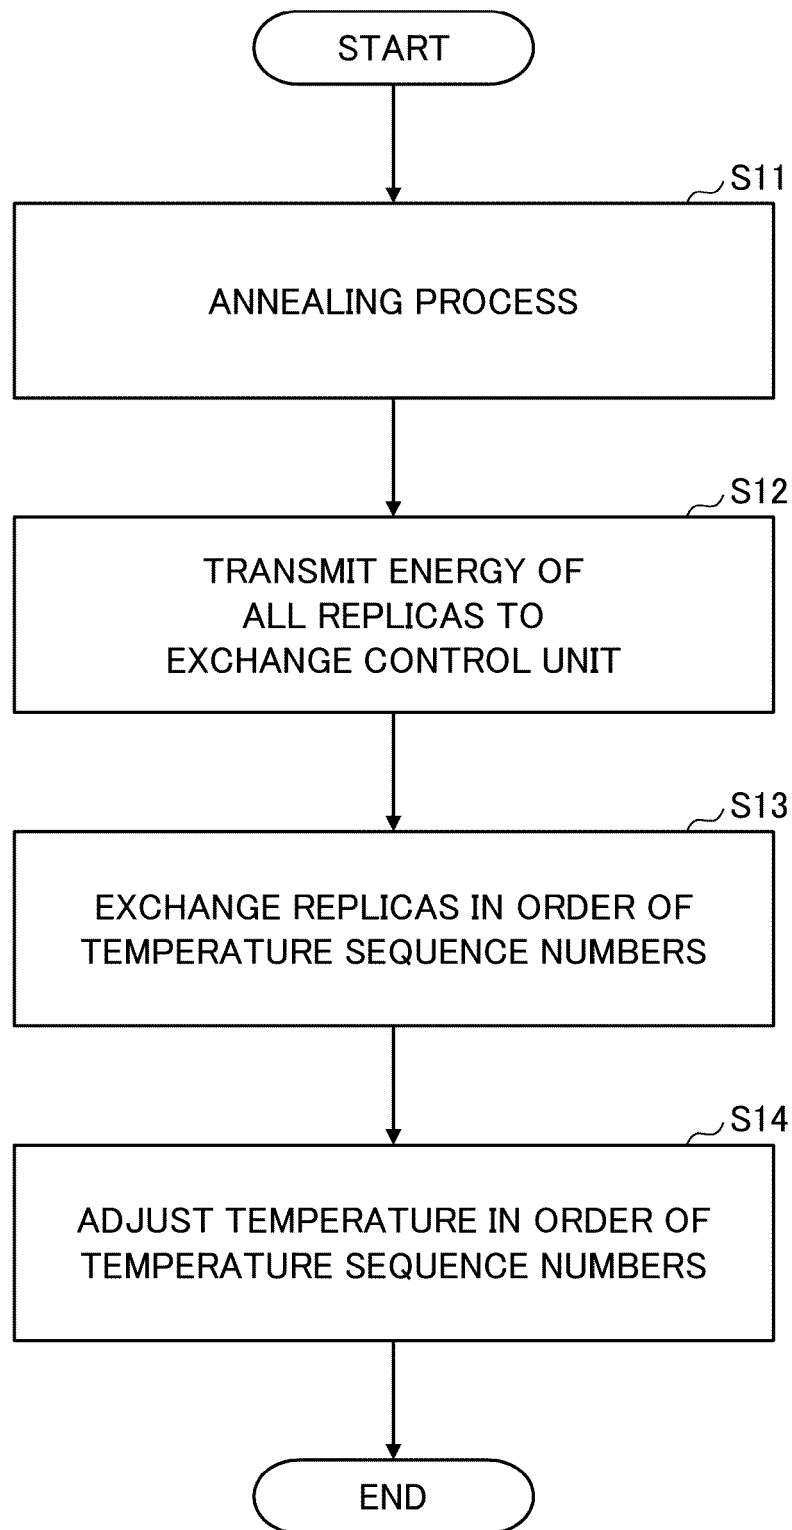 START
S11
ANNEALING PROCESS
S12
TRANSMIT ENERGY OF
ALL REPLICAS TO
EXCHANGE CONTROL UNIT
S13
EXCHANGE REPLICAS IN ORDER OF
TEMPERATURE SEQUENCE NUMBERS
S14
ADJUST TEMPERATURE IN ORDER OF
TEMPERATURE SEQUENCE NUMBERS
END